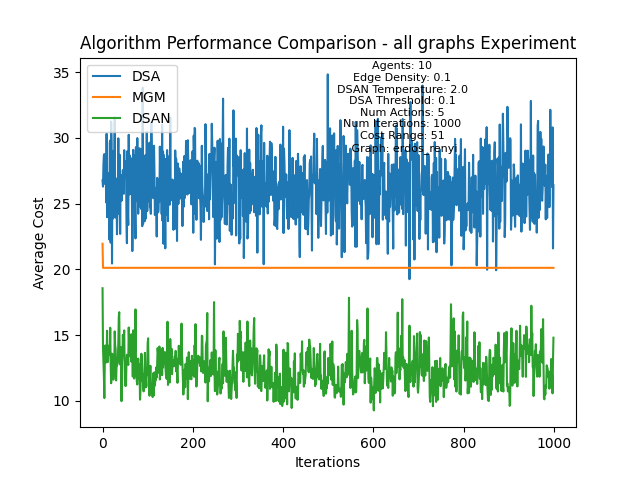 Algorithm Performance Comparison - all graphs Experiment
DSA
MGM
DSAN
Agents: 10
Edge Density: 0.1
DSAN Temperature: 2.0
DSA Threshold: 0.1
Num Actions: 5
Num Iterations: 1000
Cost Range: 51
Graph: erdos_renyi
Average Cost
35
30
25
20
15
10
0
200
400
600
800
1000
Iterations